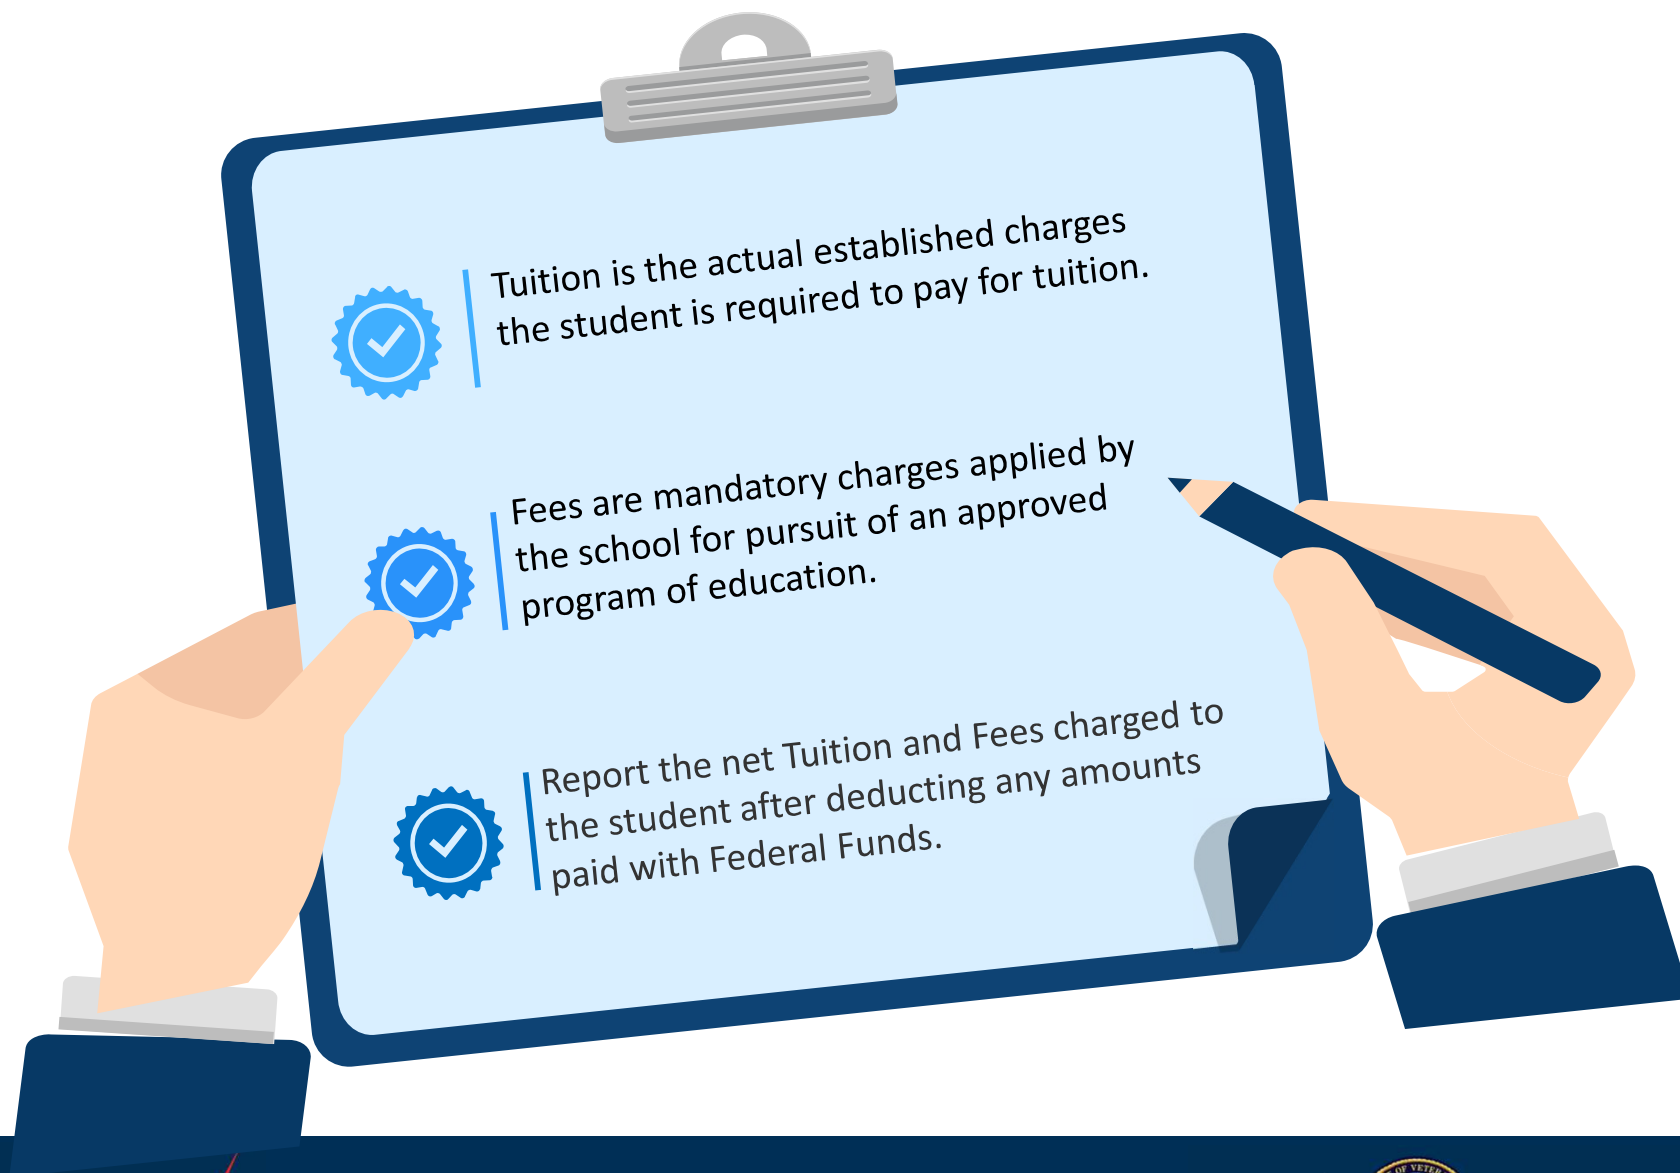 Tuition is the actual established charges
the student is required to pay for tuition.
Fees are mandatory charges applied by
the school for pursuit of an approved
program of education.
Report the net Tuition and Fees charged to
the student after deducting any amounts
paid with Federal Funds.